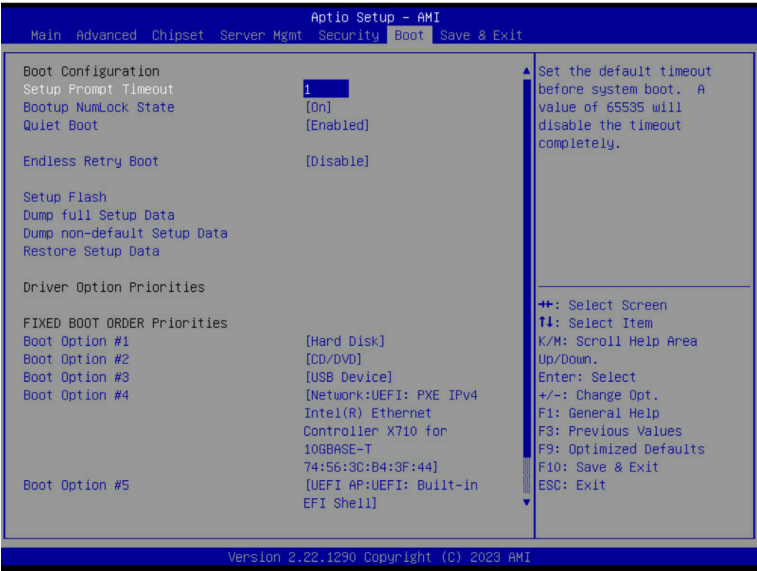 Aptio Setup – AMI
Main Advanced Chipset Server Mgmt Security Boot Save & Exit
Boot Configuration
Setup Prompt Timeout 1
Bootup NumLock State [On]
Quiet Boot [Enabled]
Endless Retry Boot [Disable]
Setup Flash
Dump full Setup Data
Dump non-default Setup Data
Restore Setup Data
Driver Option Priorities
FIXED BOOT ORDER Priorities
Boot Option #1 [Hard Disk]
Boot Option #2 [CD/DVD]
Boot Option #3 [USB Device]
Boot Option #4 [Network:UEFI: PXE IPv4
Intel(R) Ethernet
Controller X710 for
10GBASE-T
74:56:3C:B4:3F:44]
Boot Option #5 [UEFI AP:UEFI: Built-in
EFI Shell]
Set the default timeout
before system boot. A
value of 65535 will
disable the timeout
completely.
→←: Select Screen
↑↓: Select Item
K/M: Scroll Help Area
Up/Down.
Enter: Select
+/-: Change Opt.
F1: General Help
F3: Previous Values
F9: Optimized Defaults
F10: Save & Exit
ESC: Exit
Version 2.22.1290 Copyright (C) 2023 AMI